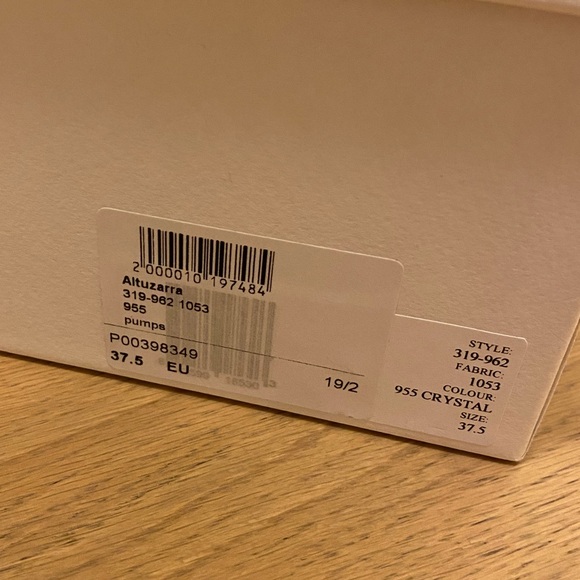 2 000010 197484
Altuzarra
319-962 1053
955
pumps
P00398349
37.5 EU
19/2
STYLE:
319-962
FABRIC:
1053
COLOUR:
955 CRYSTAL
SIZE:
37.5